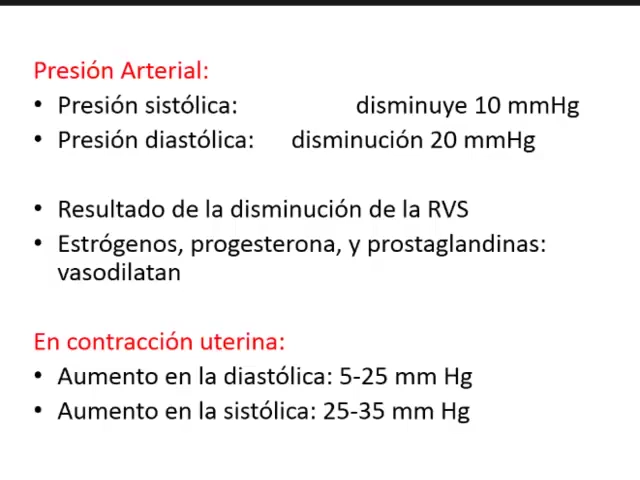 Presión Arterial:
• Presión sistólica: disminuye 10 mmHg
• Presión diastólica: disminución 20 mmHg
• Resultado de la disminución de la RVS
• Estrógenos, progesterona, y prostaglandinas:
vasodilatan
En contracción uterina:
• Aumento en la diastólica: 5-25 mm Hg
• Aumento en la sistólica: 25-35 mm Hg